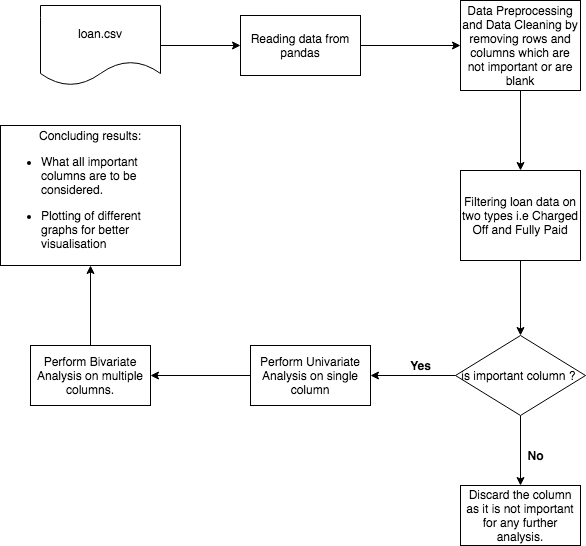 loan.csv
Reading data from
pandas
Data Preprocessing
and Data Cleaning by
removing rows and
columns which are
not important or are
blank
Filtering loan data on
two types i.e Charged
Off and Fully Paid
is important column ?
Yes
No
Discard the column
as it is not important
for any further
analysis.
Perform Univariate
Analysis on single
column
Perform Bivariate
Analysis on multiple
columns.
Concluding results:
• What all important
columns are to be
considered.
• Plotting of different
graphs for better
visualisation